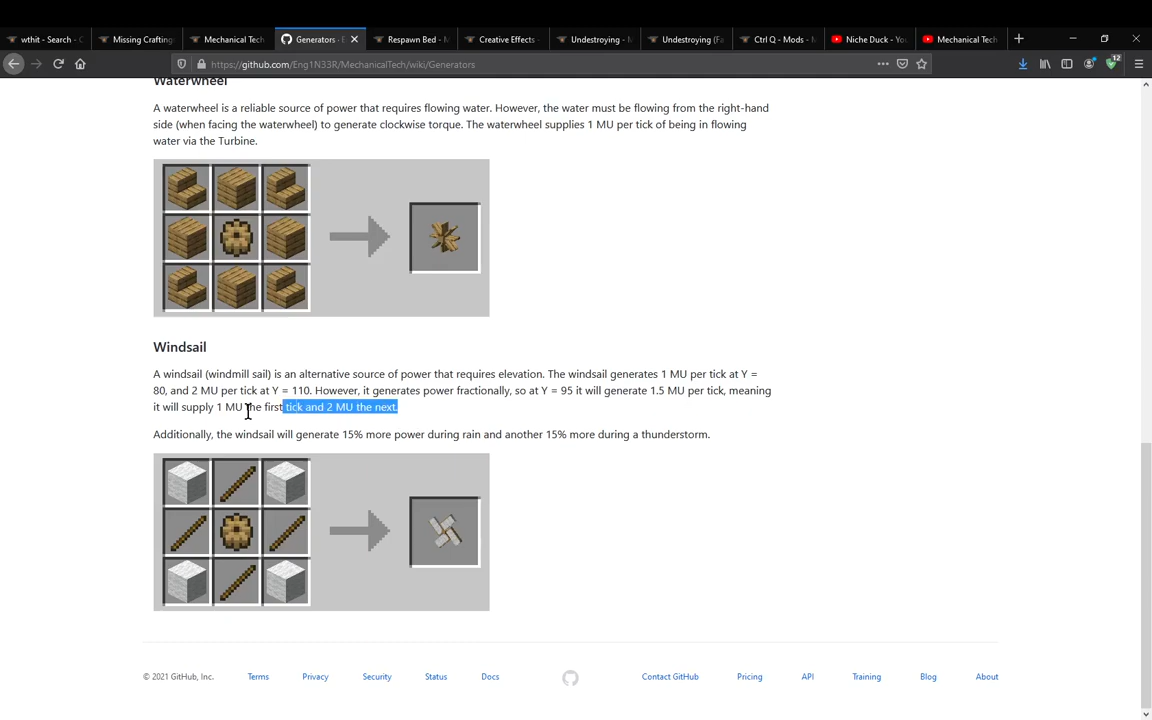 wthit - Search - C
Missing Crafting
Mechanical Tech
Generators · E
Respawn Bed - M
Creative Effects -
Undestroying - M
Undestroying (Fa
Ctrl Q - Mods - M
Niche Duck - You
Mechanical Tech
https://github.com/Eng1N33R/MechanicalTech/wiki/Generators
12
Waterwheel
A waterwheel is a reliable source of power that requires flowing water. However, the water must be flowing from the right-hand
side (when facing the waterwheel) to generate clockwise torque. The waterwheel supplies 1 MU per tick of being in flowing
water via the Turbine.
Windsail
A windsail (windmill sail) is an alternative source of power that requires elevation. The windsail generates 1 MU per tick at Y =
80, and 2 MU per tick at Y = 110. However, it generates power fractionally, so at Y = 95 it will generate 1.5 MU per tick, meaning
it will supply 1 MU the first tick and 2 MU the next.
Additionally, the windsail will generate 15% more power during rain and another 15% more during a thunderstorm.
© 2021 GitHub, Inc.
Terms
Privacy
Security
Status
Docs
Contact GitHub
Pricing
API
Training
Blog
About